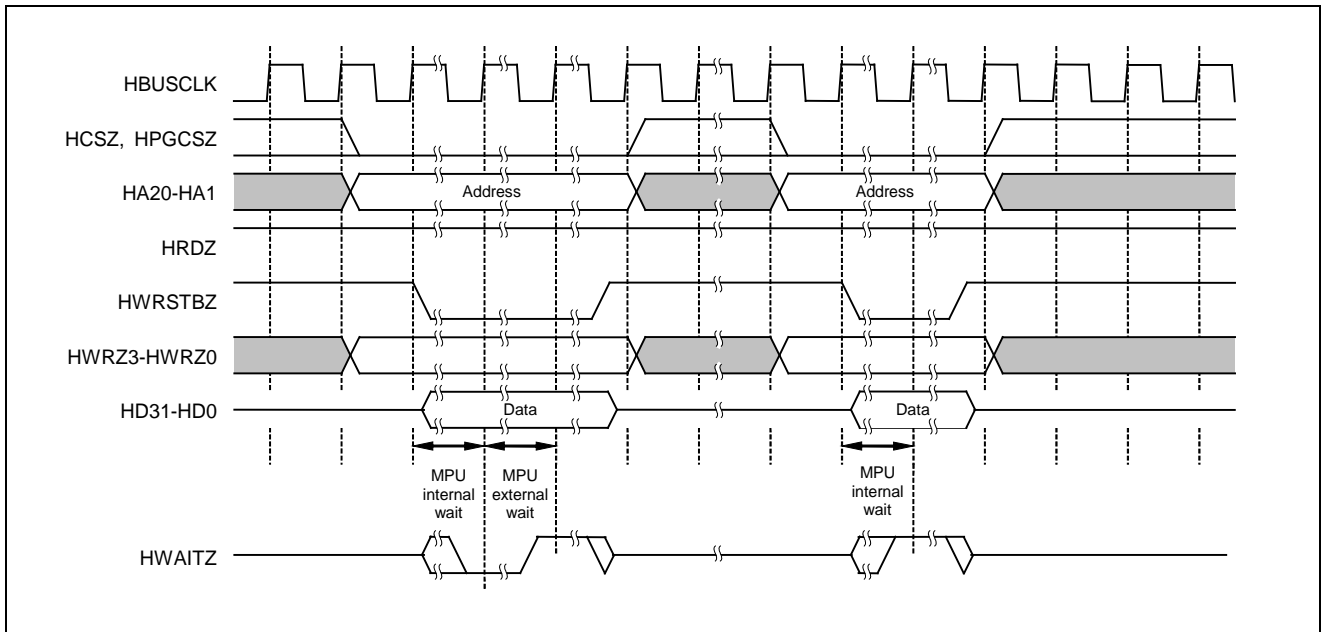 HBUSCLK
HCSZ, HPGCSZ
HA20-HA1
Address
Address
HRDZ
HWRSTBZ
HWRZ3-HWRZ0
HD31-HD0
Data
Data
MPU
internal
wait
MPU
external
wait
MPU
internal
wait
HWAITZ